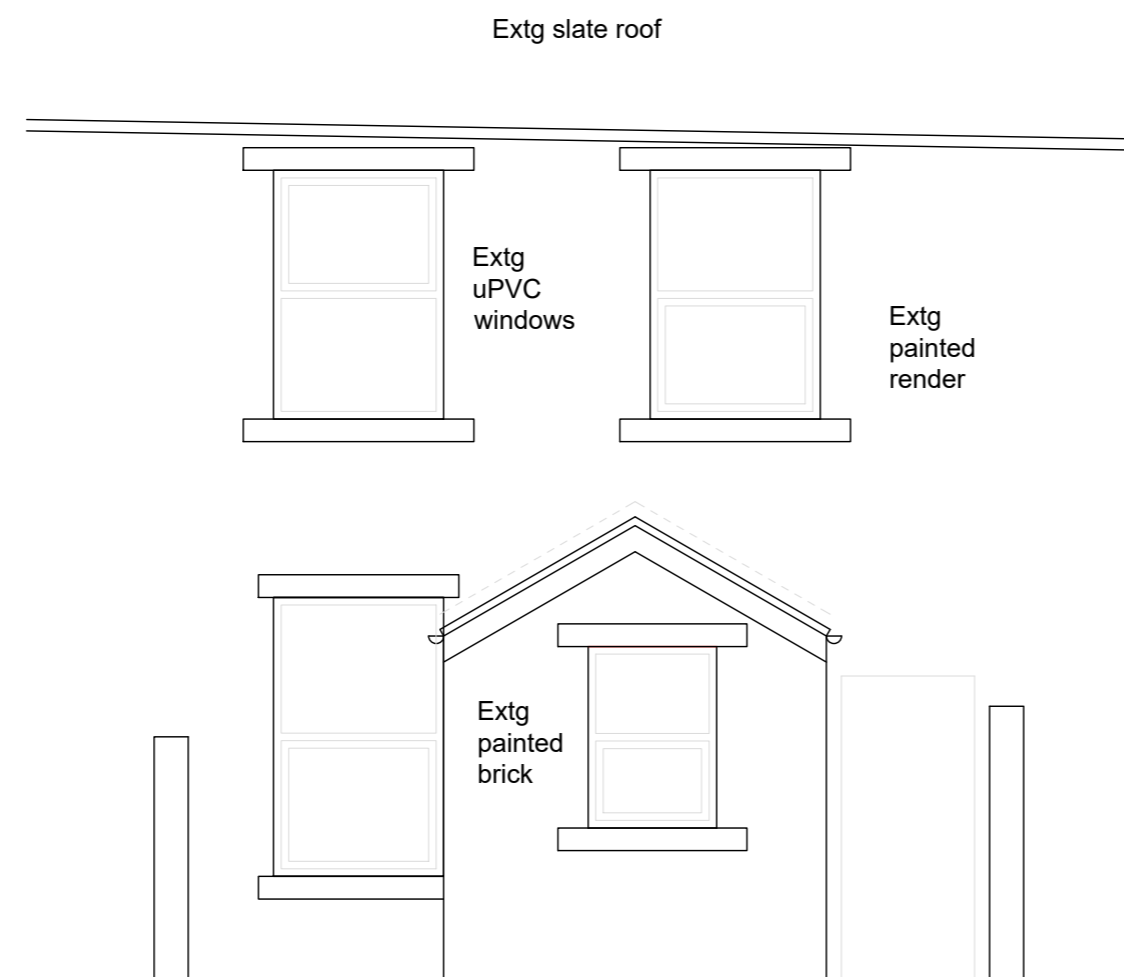 Extg slate roof
Extg
uPVC
windows
Extg
painted
render
Extg
painted
brick